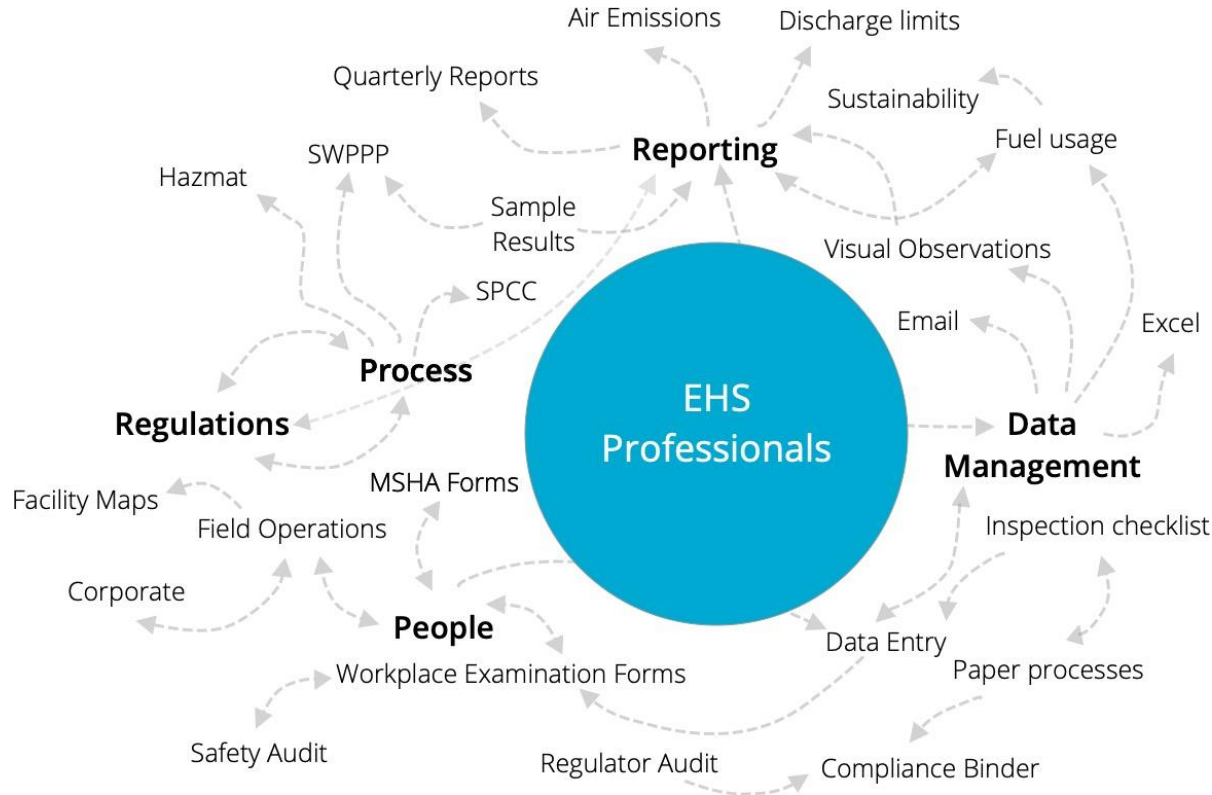 Air Emissions
Discharge limits
Quarterly Reports
Sustainability
Reporting
Fuel usage
SWPPP
Hazmat
Sample
Results
Visual Observations
SPCC
Email
Excel
Process
EHS
Professionals
Regulations
Data
Management
MSHA Forms
Facility Maps
Field Operations
Inspection checklist
Corporate
People
Data Entry
Workplace Examination Forms
Paper processes
Safety Audit
Regulator Audit
Compliance Binder